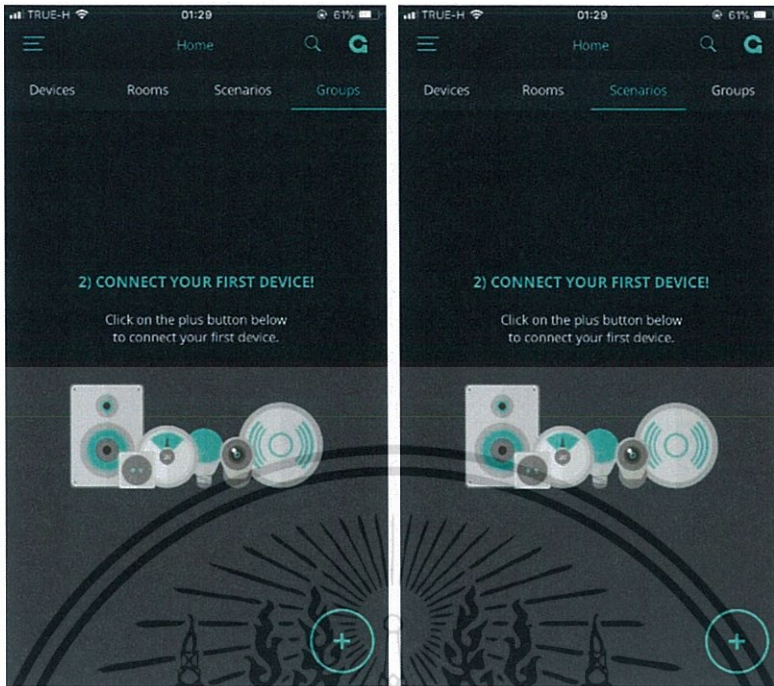 TRUE-H 01:29 61%
Home
Devices Rooms Scenarios Groups
2) CONNECT YOUR FIRST DEVICE!
Click on the plus button below
to connect your first device.
TRUE-H 01:29 61%
Home
Devices Rooms Scenarios Groups
2) CONNECT YOUR FIRST DEVICE!
Click on the plus button below
to connect your first device.